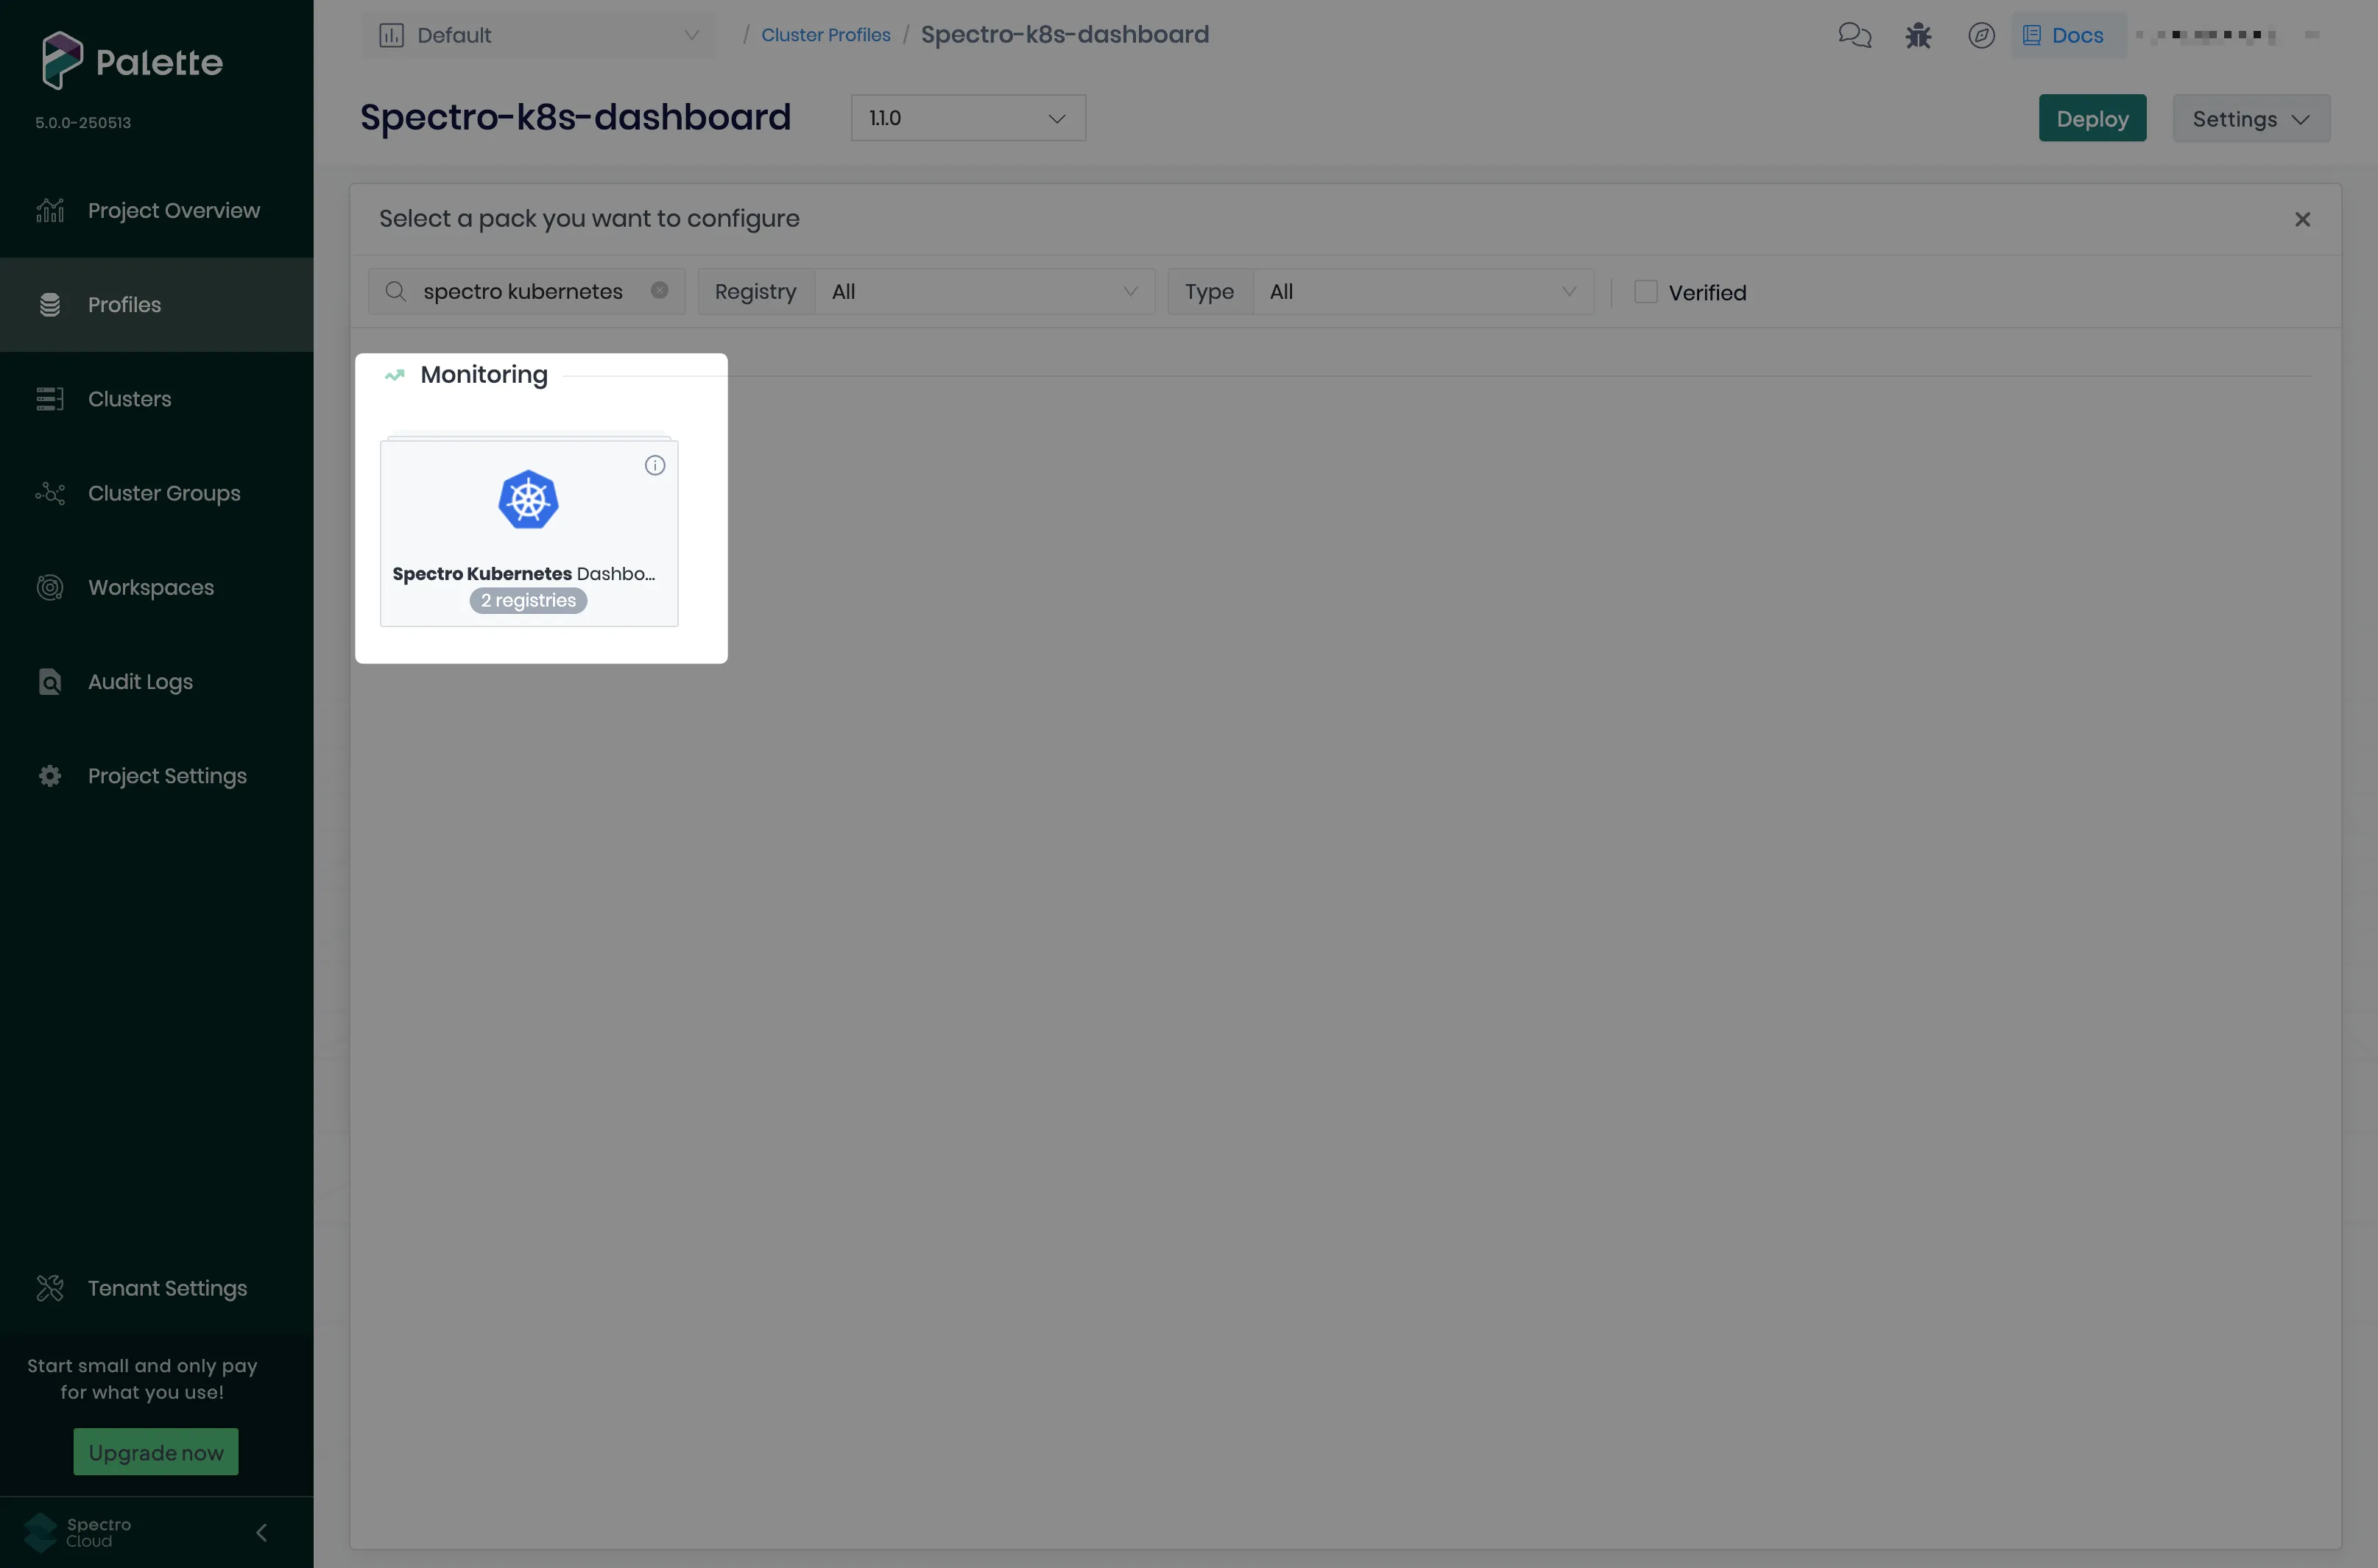 Palette
5.0.0-250513
Project Overview
Profiles
Clusters
Cluster Groups
Workspaces
Audit Logs
Project Settings
Tenant Settings
Start small and only pay
for what you use!
Upgrade now
Spectro
Cloud
Default
/ Cluster Profiles / Spectro-k8s-dashboard
Docs
Spectro-k8s-dashboard
1.1.0
Deploy
Settings
Select a pack you want to configure
spectro kubernetes
Registry
All
Type
All
Verified
Monitoring
Spectro Kubernetes Dashbo...
2 registries